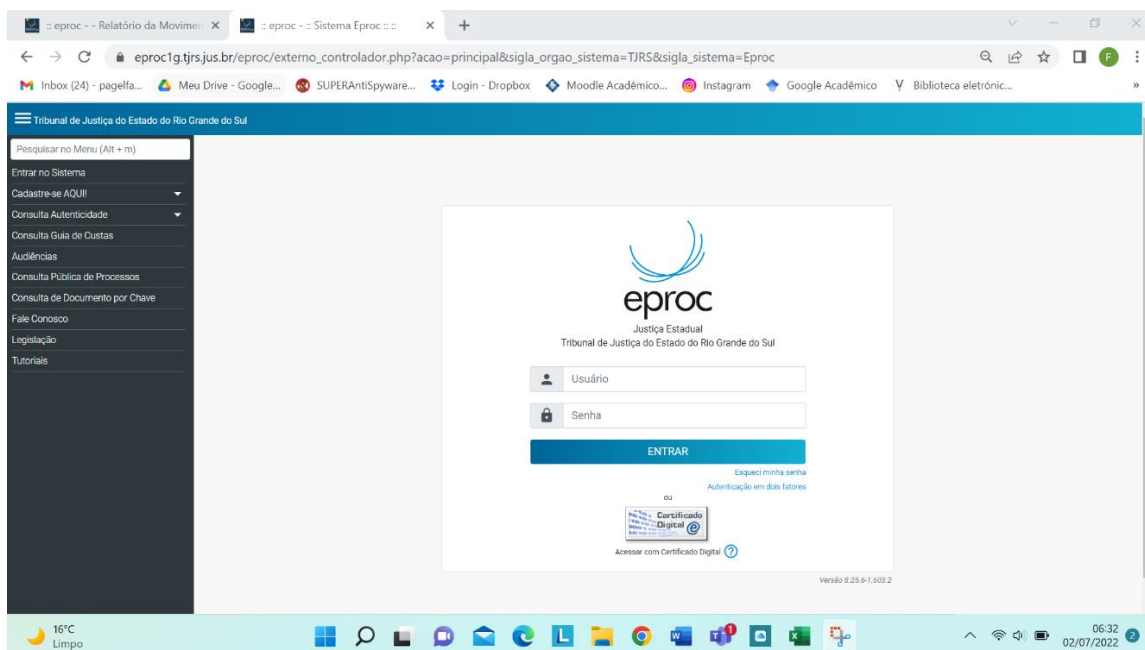 :: eproc - - Relatório da Movimen
:: eproc - :: Sistema Eproc :: ::
eproc1g.tjrs.jus.br/eproc/externo_controlador.php?acao=principal&sigla_orgao_sistema=TJRS&sigla_sistema=Eproc
F
Inbox (24) - pagelfa...
Meu Drive - Google...
SUPERAntiSpyware...
Login - Dropbox
Moodle Acadêmico...
Instagram
Google Acadêmico
Biblioteca eletrônic...
»
Tribunal de Justiça do Estado do Rio Grande do Sul
Pesquisar no Menu (Alt + m)
Entrar no Sistema
Cadastre-se AQUI!
Consulta Autenticidade
Consulta Guia de Custas
Audiências
Consulta Pública de Processos
Consulta de Documento por Chave
Fale Conosco
Legislação
Tutoriais
eproc
Justiça Estadual
Tribunal de Justiça do Estado do Rio Grande do Sul
Usuário
Senha
ENTRAR
Esqueci minha senha
Autenticação em dois fatores
ou
Certificado
Digital e
Acessar com Certificado Digital ?
16°C
Limpo
06:32
02/07/2022
2